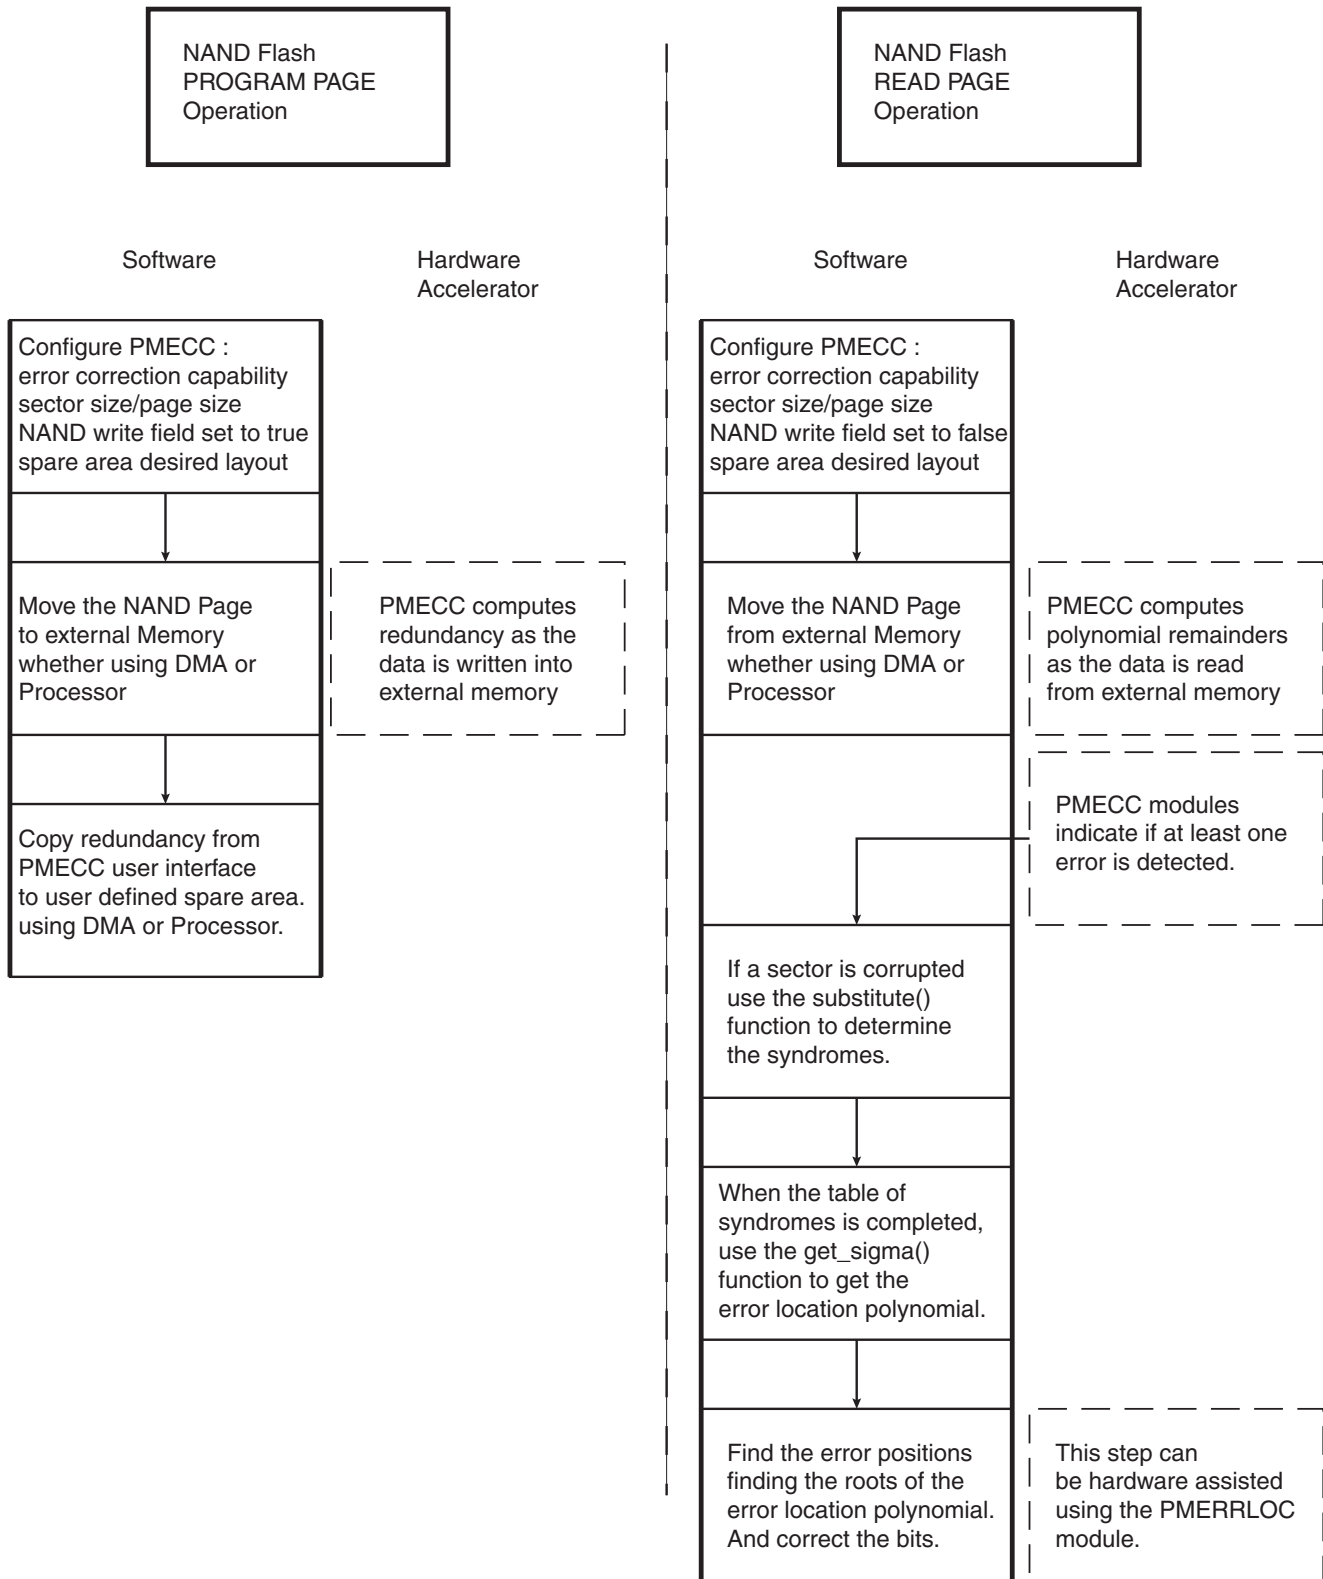 NAND Flash
PROGRAM PAGE
Operation
Software
Hardware
Accelerator
Configure PMECC :
error correction capability
sector size/page size
NAND write field set to true
spare area desired layout
Move the NAND Page
to external Memory
whether using DMA or
Processor
PMECC computes
redundancy as the
data is written into
external memory
Copy redundancy from
PMECC user interface
to user defined spare area.
using DMA or Processor.
NAND Flash
READ PAGE
Operation
Software
Hardware
Accelerator
Configure PMECC :
error correction capability
sector size/page size
NAND write field set to false
spare area desired layout
Move the NAND Page
from external Memory
whether using DMA or
Processor
PMECC computes
polynomial remainders
as the data is read
from external memory
PMECC modules
indicate if at least one
error is detected.
If a sector is corrupted
use the substitute()
function to determine
the syndromes.
When the table of
syndromes is completed,
use the get_sigma()
function to get the
error location polynomial.
Find the error positions
finding the roots of the
error location polynomial.
And correct the bits.
This step can
be hardware assisted
using the PMERRLOC
module.